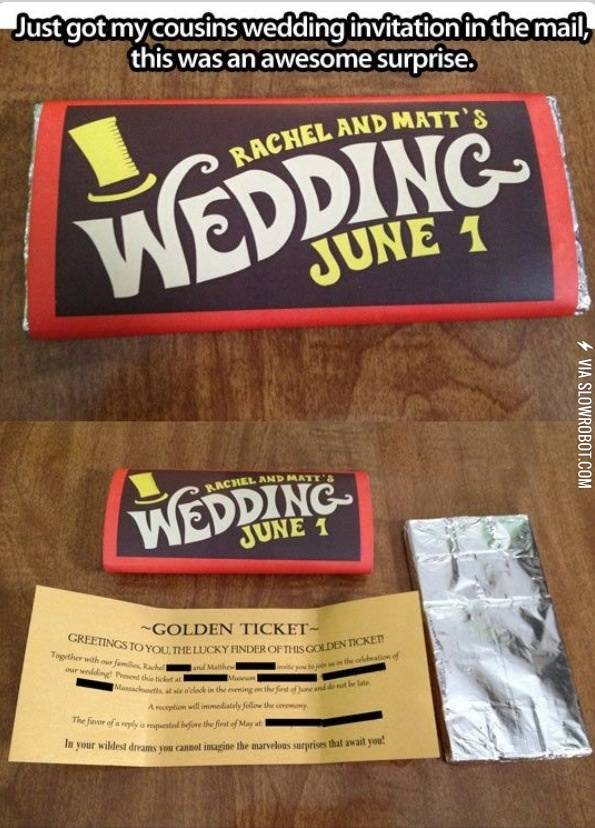 Just got my cousins wedding invitation in the mail,
this was an awesome surprise.
RACHEL AND MATT'S
WEDDING
JUNE 1
VIA SLOWROBOT.COM
RACHEL AND MATT'S
WEDDING
JUNE 1
~GOLDEN TICKET~
GREETINGS TO YOU, THE LUCKY FINDER OF THIS GOLDEN TICKET!
Together with our families, Rachel and Matthew invite you to join us in the celebration of
our wedding! Present this ticket at Museum
Massachusetts, at six o'clock in the evening on the first of June and do not be late.
A reception will immediately follow the ceremony.
The favor of a reply is requested before the first of May at:
In your wildest dreams you cannot imagine the marvelous surprises that await you!